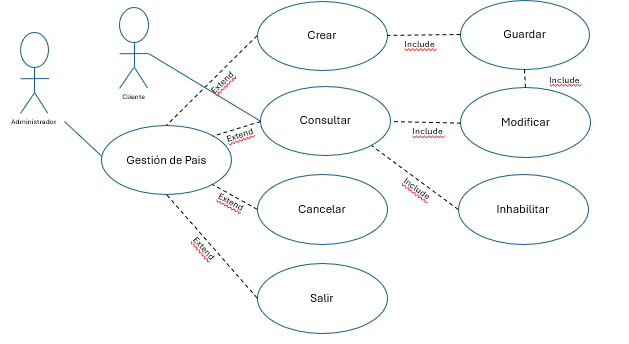 Crear
Guardar
Include
Extend
Include
Cliente
Administrador
Consultar
Modificar
Extend
Include
Gestión de Pais
Include
Extend
Cancelar
Inhabilitar
Extend
Salir